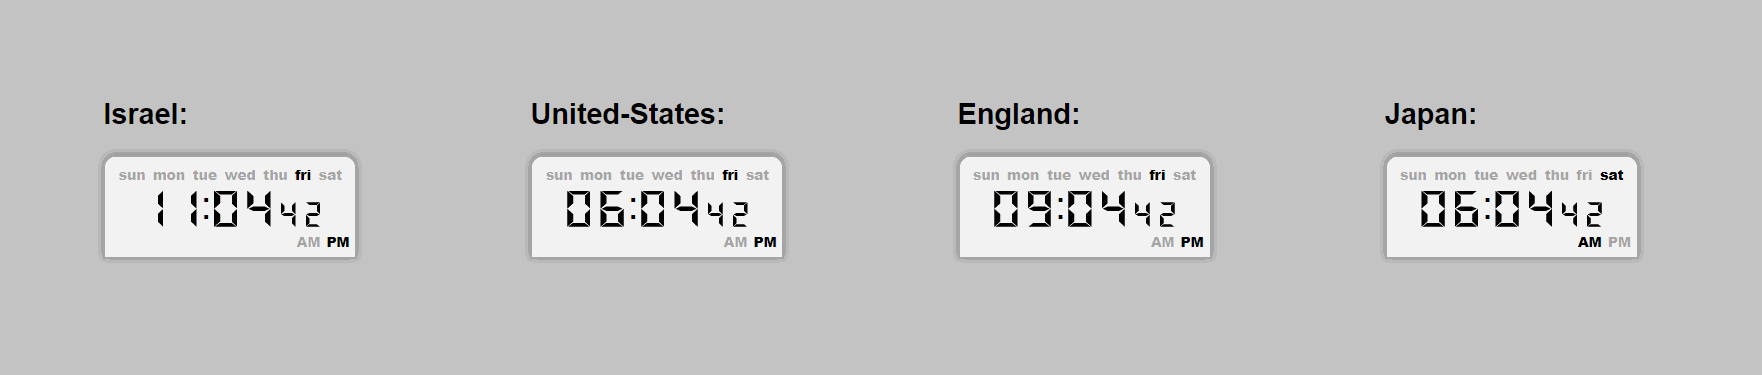 Israel:
sun mon tue wed thu fri sat
11:04 42
AM PM
United-States:
sun mon tue wed thu fri sat
06:04 42
AM PM
England:
sun mon tue wed thu fri sat
09:04 42
AM PM
Japan:
sun mon tue wed thu fri sat
06:04 42
AM PM